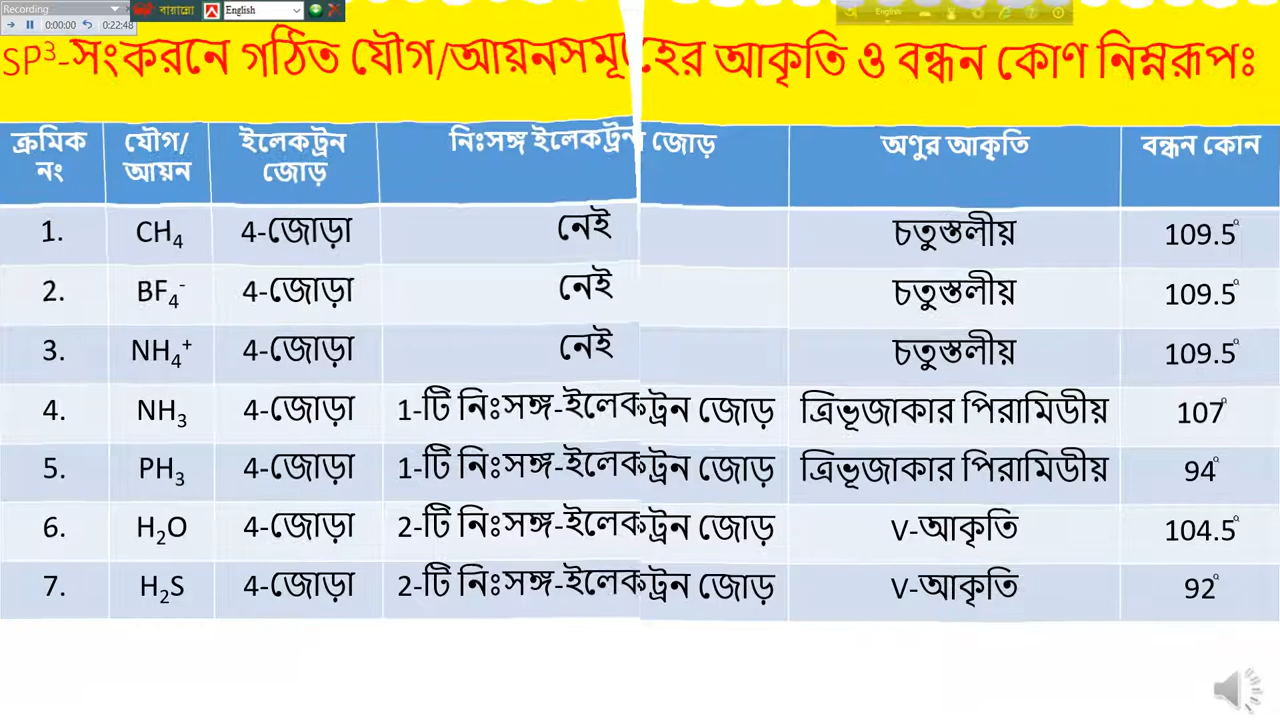 Recording
0:00:00 0:22:48
বায়ান্নো English
English
SP³-সংকরনে গঠিত যৌগ/আয়নসমূহের আকৃতি ও বন্ধন কোণ নিম্নরূপঃ
ক্রমিক নং যৌগ/আয়ন ইলেকট্রন জোড় নিঃসঙ্গ ইলেকট্রন জোড় অণুর আকৃতি বন্ধন কোন
1. CH₄ 4-জোড়া নেই চতুস্তলীয় 109.5°
2. BF₄⁻ 4-জোড়া নেই চতুস্তলীয় 109.5°
3. NH₄⁺ 4-জোড়া নেই চতুস্তলীয় 109.5°
4. NH₃ 4-জোড়া 1-টি নিঃসঙ্গ-ইলেকট্রন জোড় ত্রিভূজাকার পিরামিডীয় 107°
5. PH₃ 4-জোড়া 1-টি নিঃসঙ্গ-ইলেকট্রন জোড় ত্রিভূজাকার পিরামিডীয় 94°
6. H₂O 4-জোড়া 2-টি নিঃসঙ্গ-ইলেকট্রন জোড় V-আকৃতি 104.5°
7. H₂S 4-জোড়া 2-টি নিঃসঙ্গ-ইলেকট্রন জোড় V-আকৃতি 92°